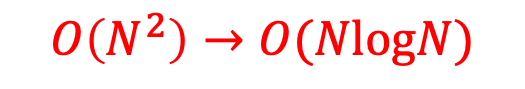 O(N²) → O(NlogN)